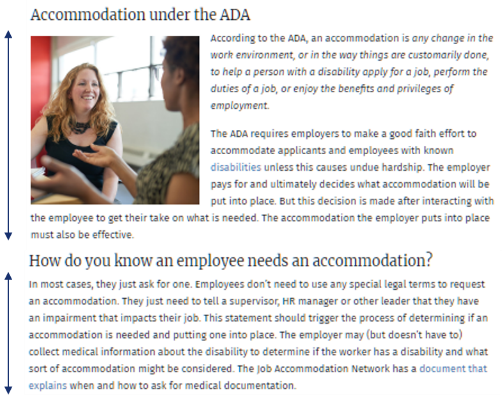 Accommodation under the ADA
According to the ADA, an accommodation is any change in the
work environment, or in the way things are customarily done,
to help a person with a disability apply for a job, perform the
duties of a job, or enjoy the benefits and privileges of
employment.
The ADA requires employers to make a good faith effort to
accommodate applicants and employees with known
disabilities unless this causes undue hardship. The employer
pays for and ultimately decides what accommodation will be
put into place. But this decision is made after interacting with
the employee to get their take on what is needed. The accommodation the employer puts into place
must also be effective.
How do you know an employee needs an accommodation?
In most cases, they just ask for one. Employees don't need to use any special legal terms to request
an accommodation. They just need to tell a supervisor, HR manager or other leader that they have
an impairment that impacts their job. This statement should trigger the process of determining if an
accommodation is needed and putting one into place. The employer may (but doesn't have to)
collect medical information about the disability to determine if the worker has a disability and what
sort of accommodation might be considered. The Job Accommodation Network has a document that
explains when and how to ask for medical documentation.